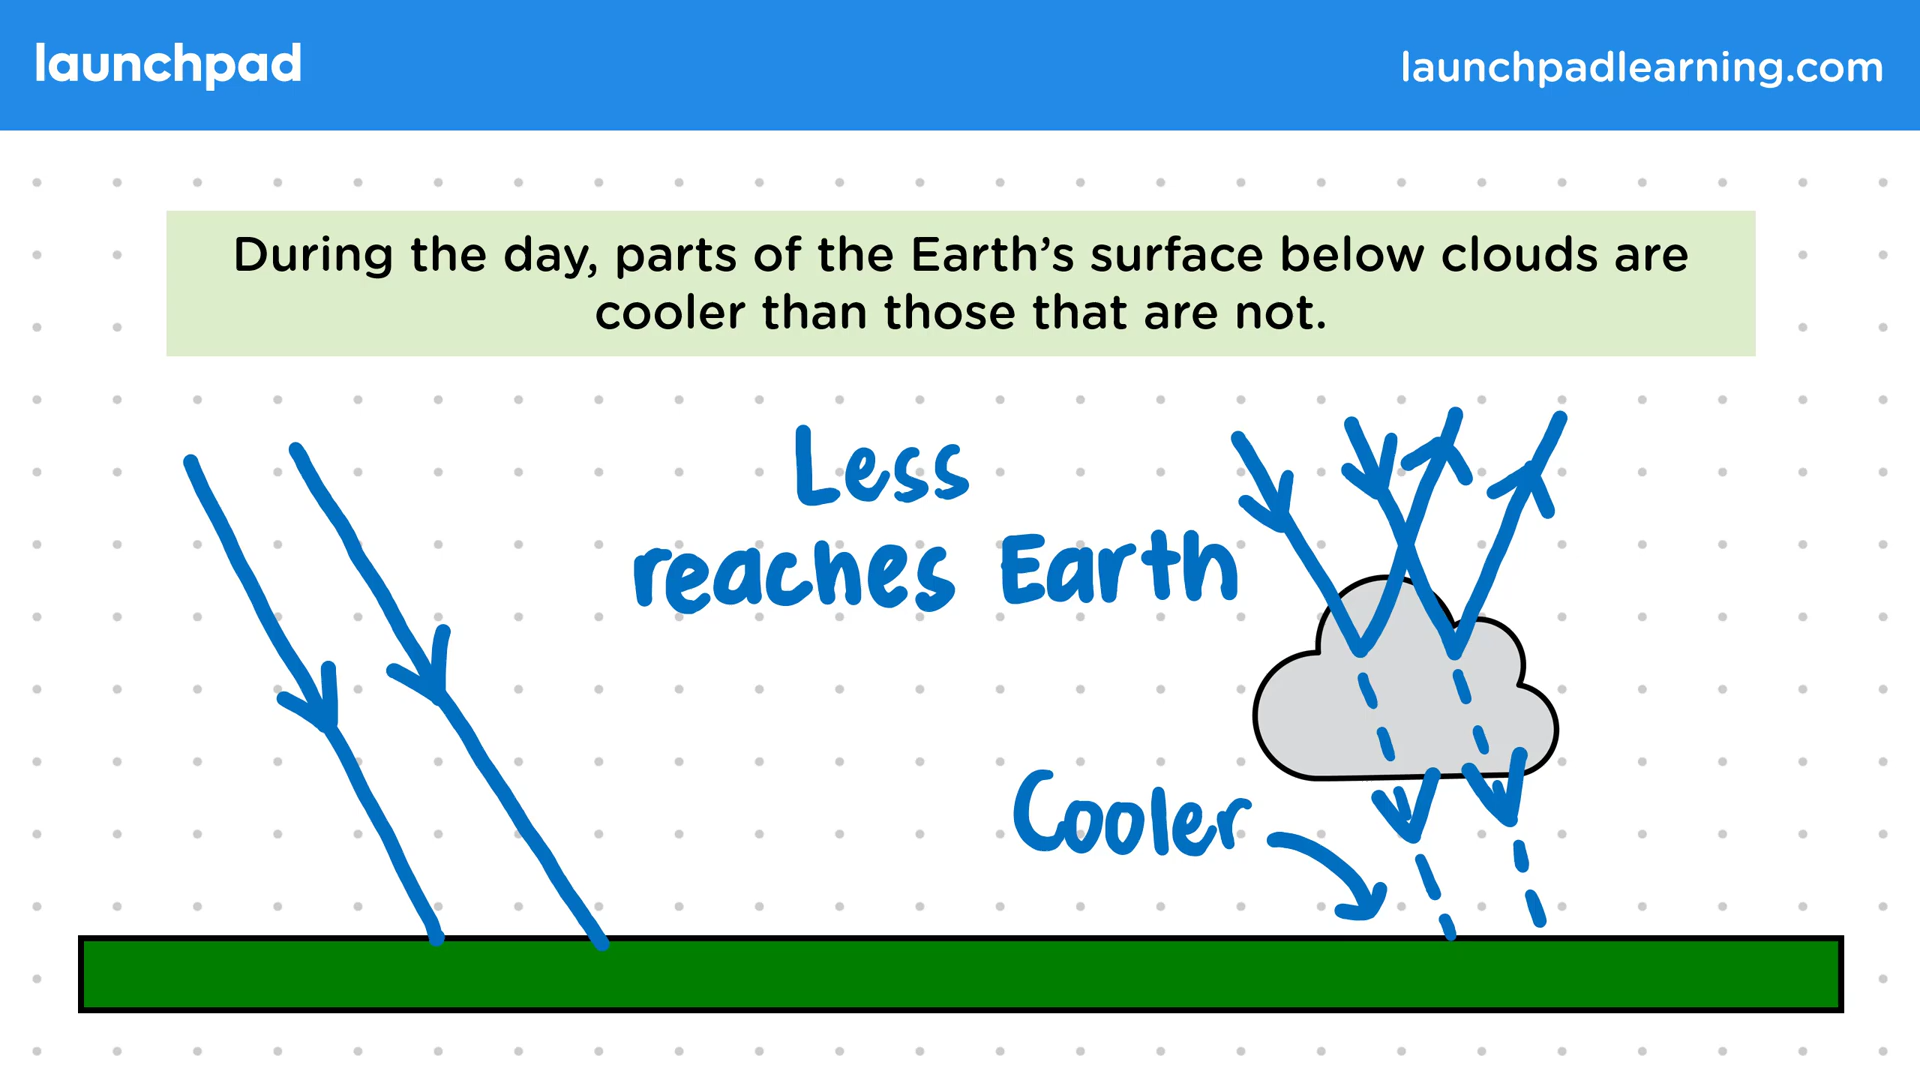 launchpad
launchpadlearning.com
During the day, parts of the Earth’s surface below clouds are
cooler than those that are not.
Less
reaches Earth
Cooler